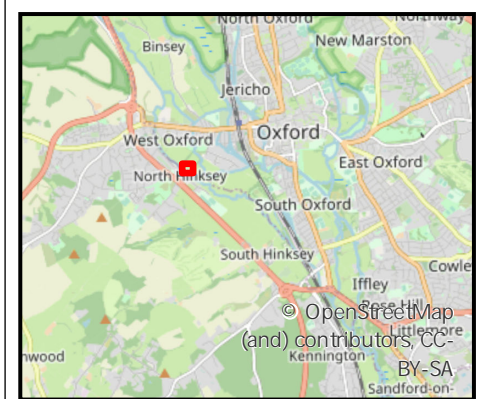 North Oxford
Northway
Binsey
New Marston
Jericho
Oxford
West Oxford
East Oxford
North Hinksey
South Oxford
South Hinksey
Cowle
Iffley
Rose Hill
© OpenStreetMap
Littlemore
(and) contributors, CC-
nwood
Kennington
BY-SA
Sandford-on-